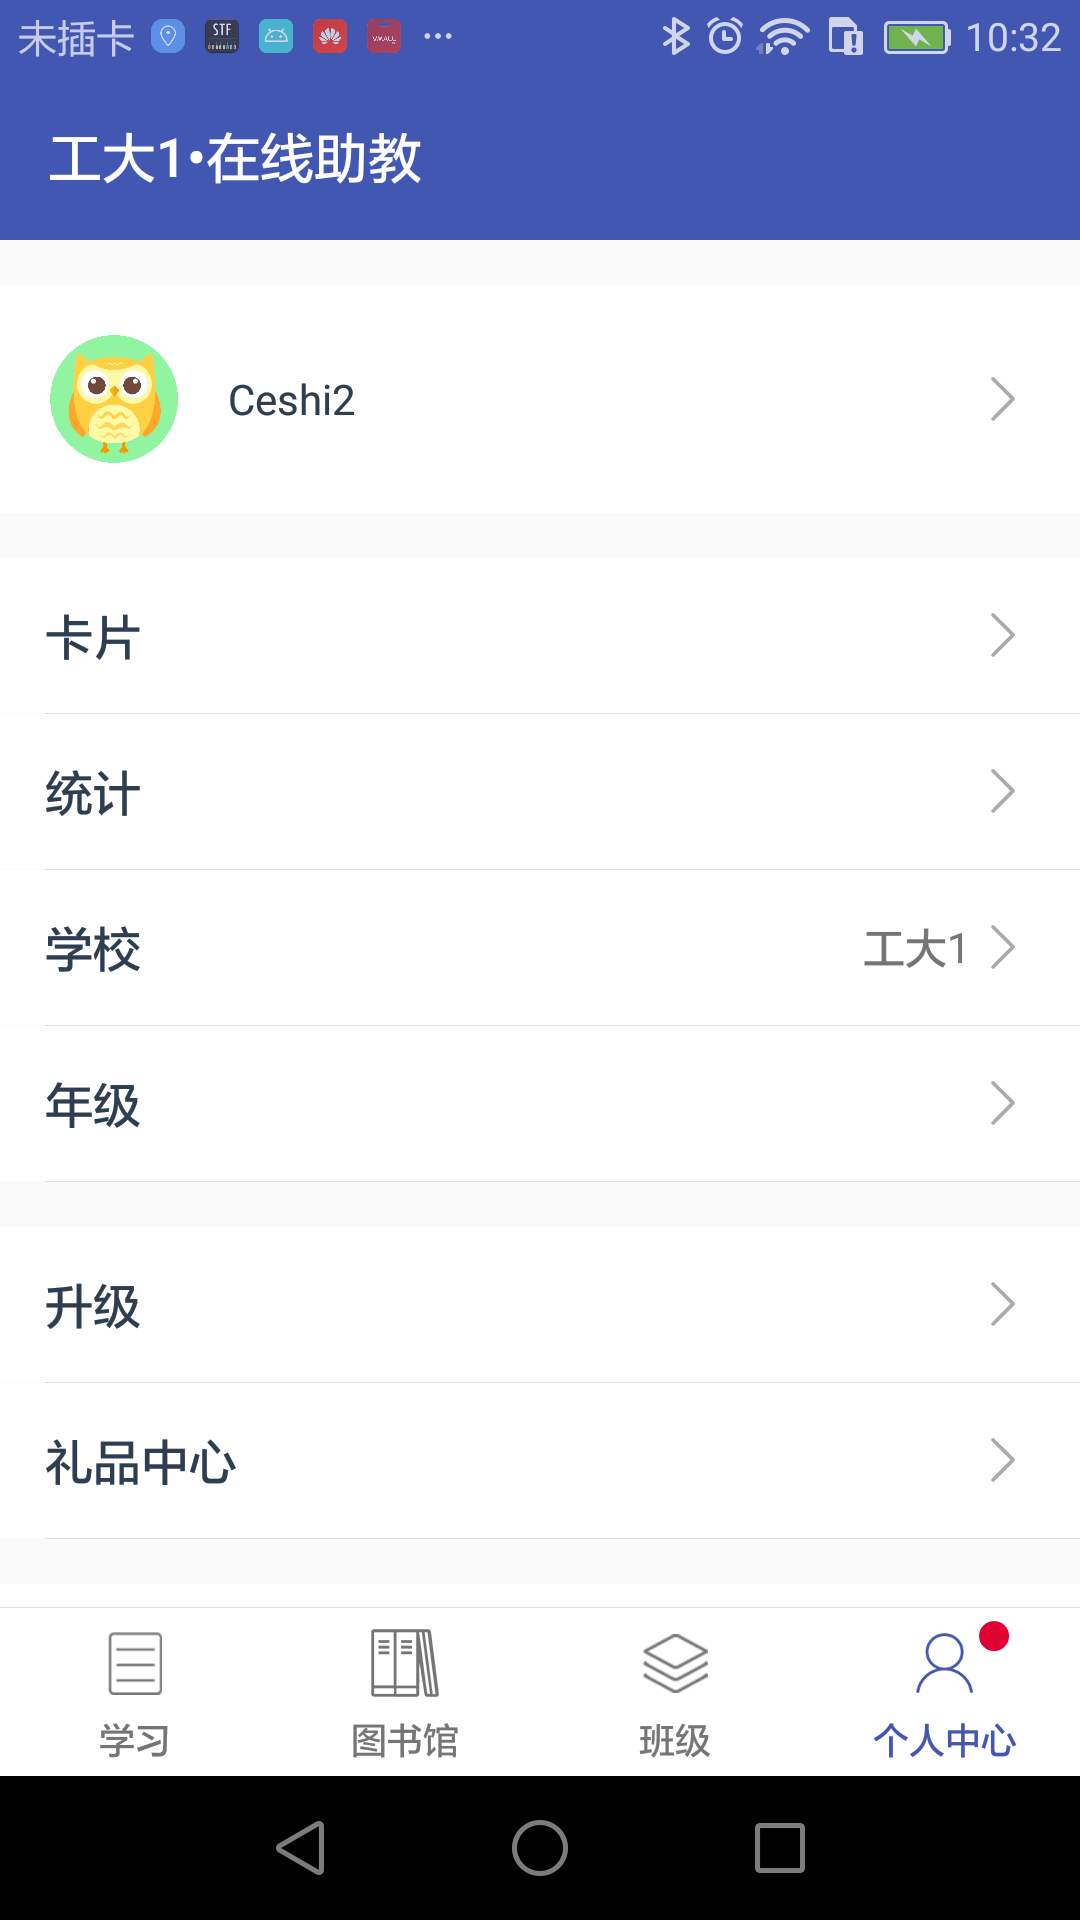 未插卡 STF VMALL 10:32
工大1•在线助教
Ceshi2
卡片
统计
学校 工大1
年级
升级
礼品中心
学习 图书馆 班级 个人中心